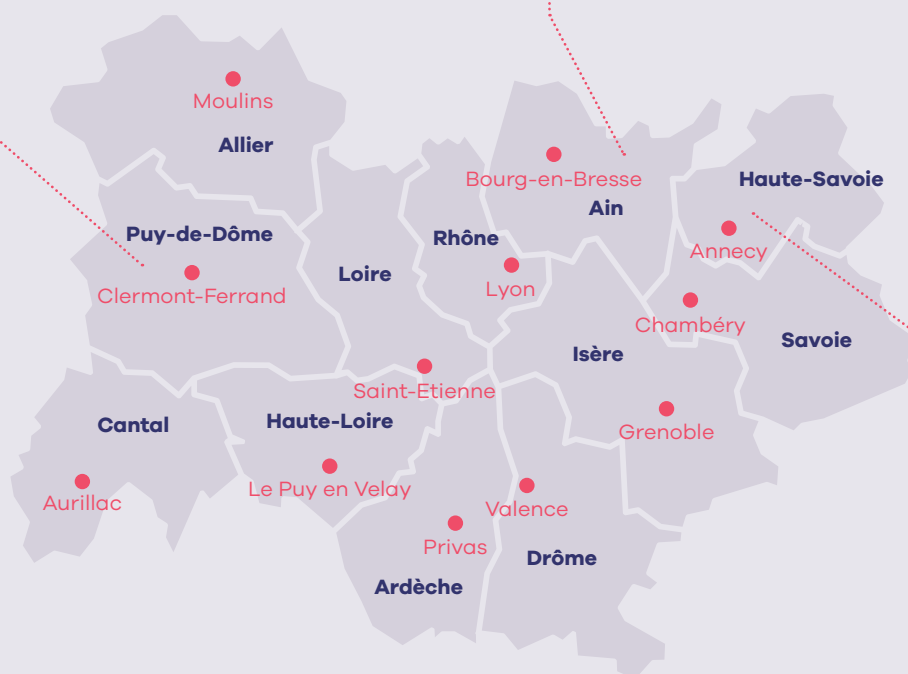 Moulins
Allier
Bourg-en-Bresse
Ain
Haute-Savoie
Puy-de-Dôme
Rhône
Annecy
Loire
Clermont-Ferrand
Lyon
Chambéry
Savoie
Isère
Saint-Etienne
Cantal
Haute-Loire
Grenoble
Aurillac
Le Puy en Velay
Valence
Privas
Drôme
Ardèche